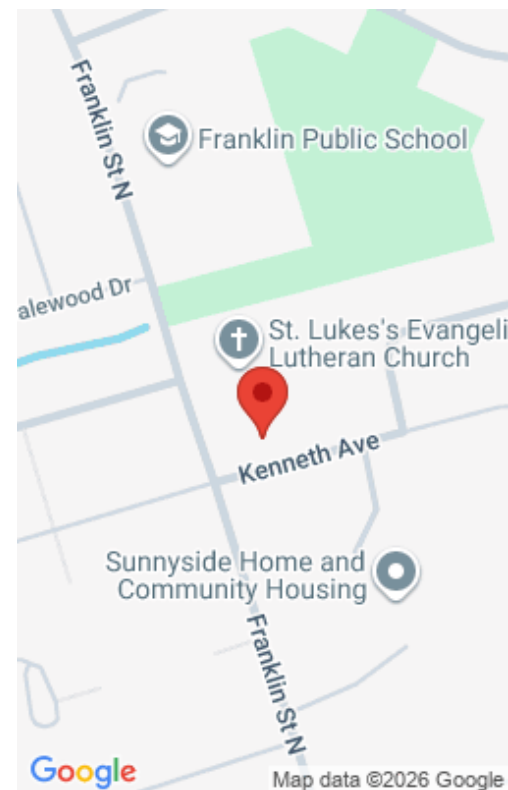 Franklin St N
Franklin Public School
alewood Dr
St. Lukes's Evangeli
Lutheran Church
Kenneth Ave
Sunnyside Home and
Community Housing
Franklin St N
Google
Map data ©2026 Google